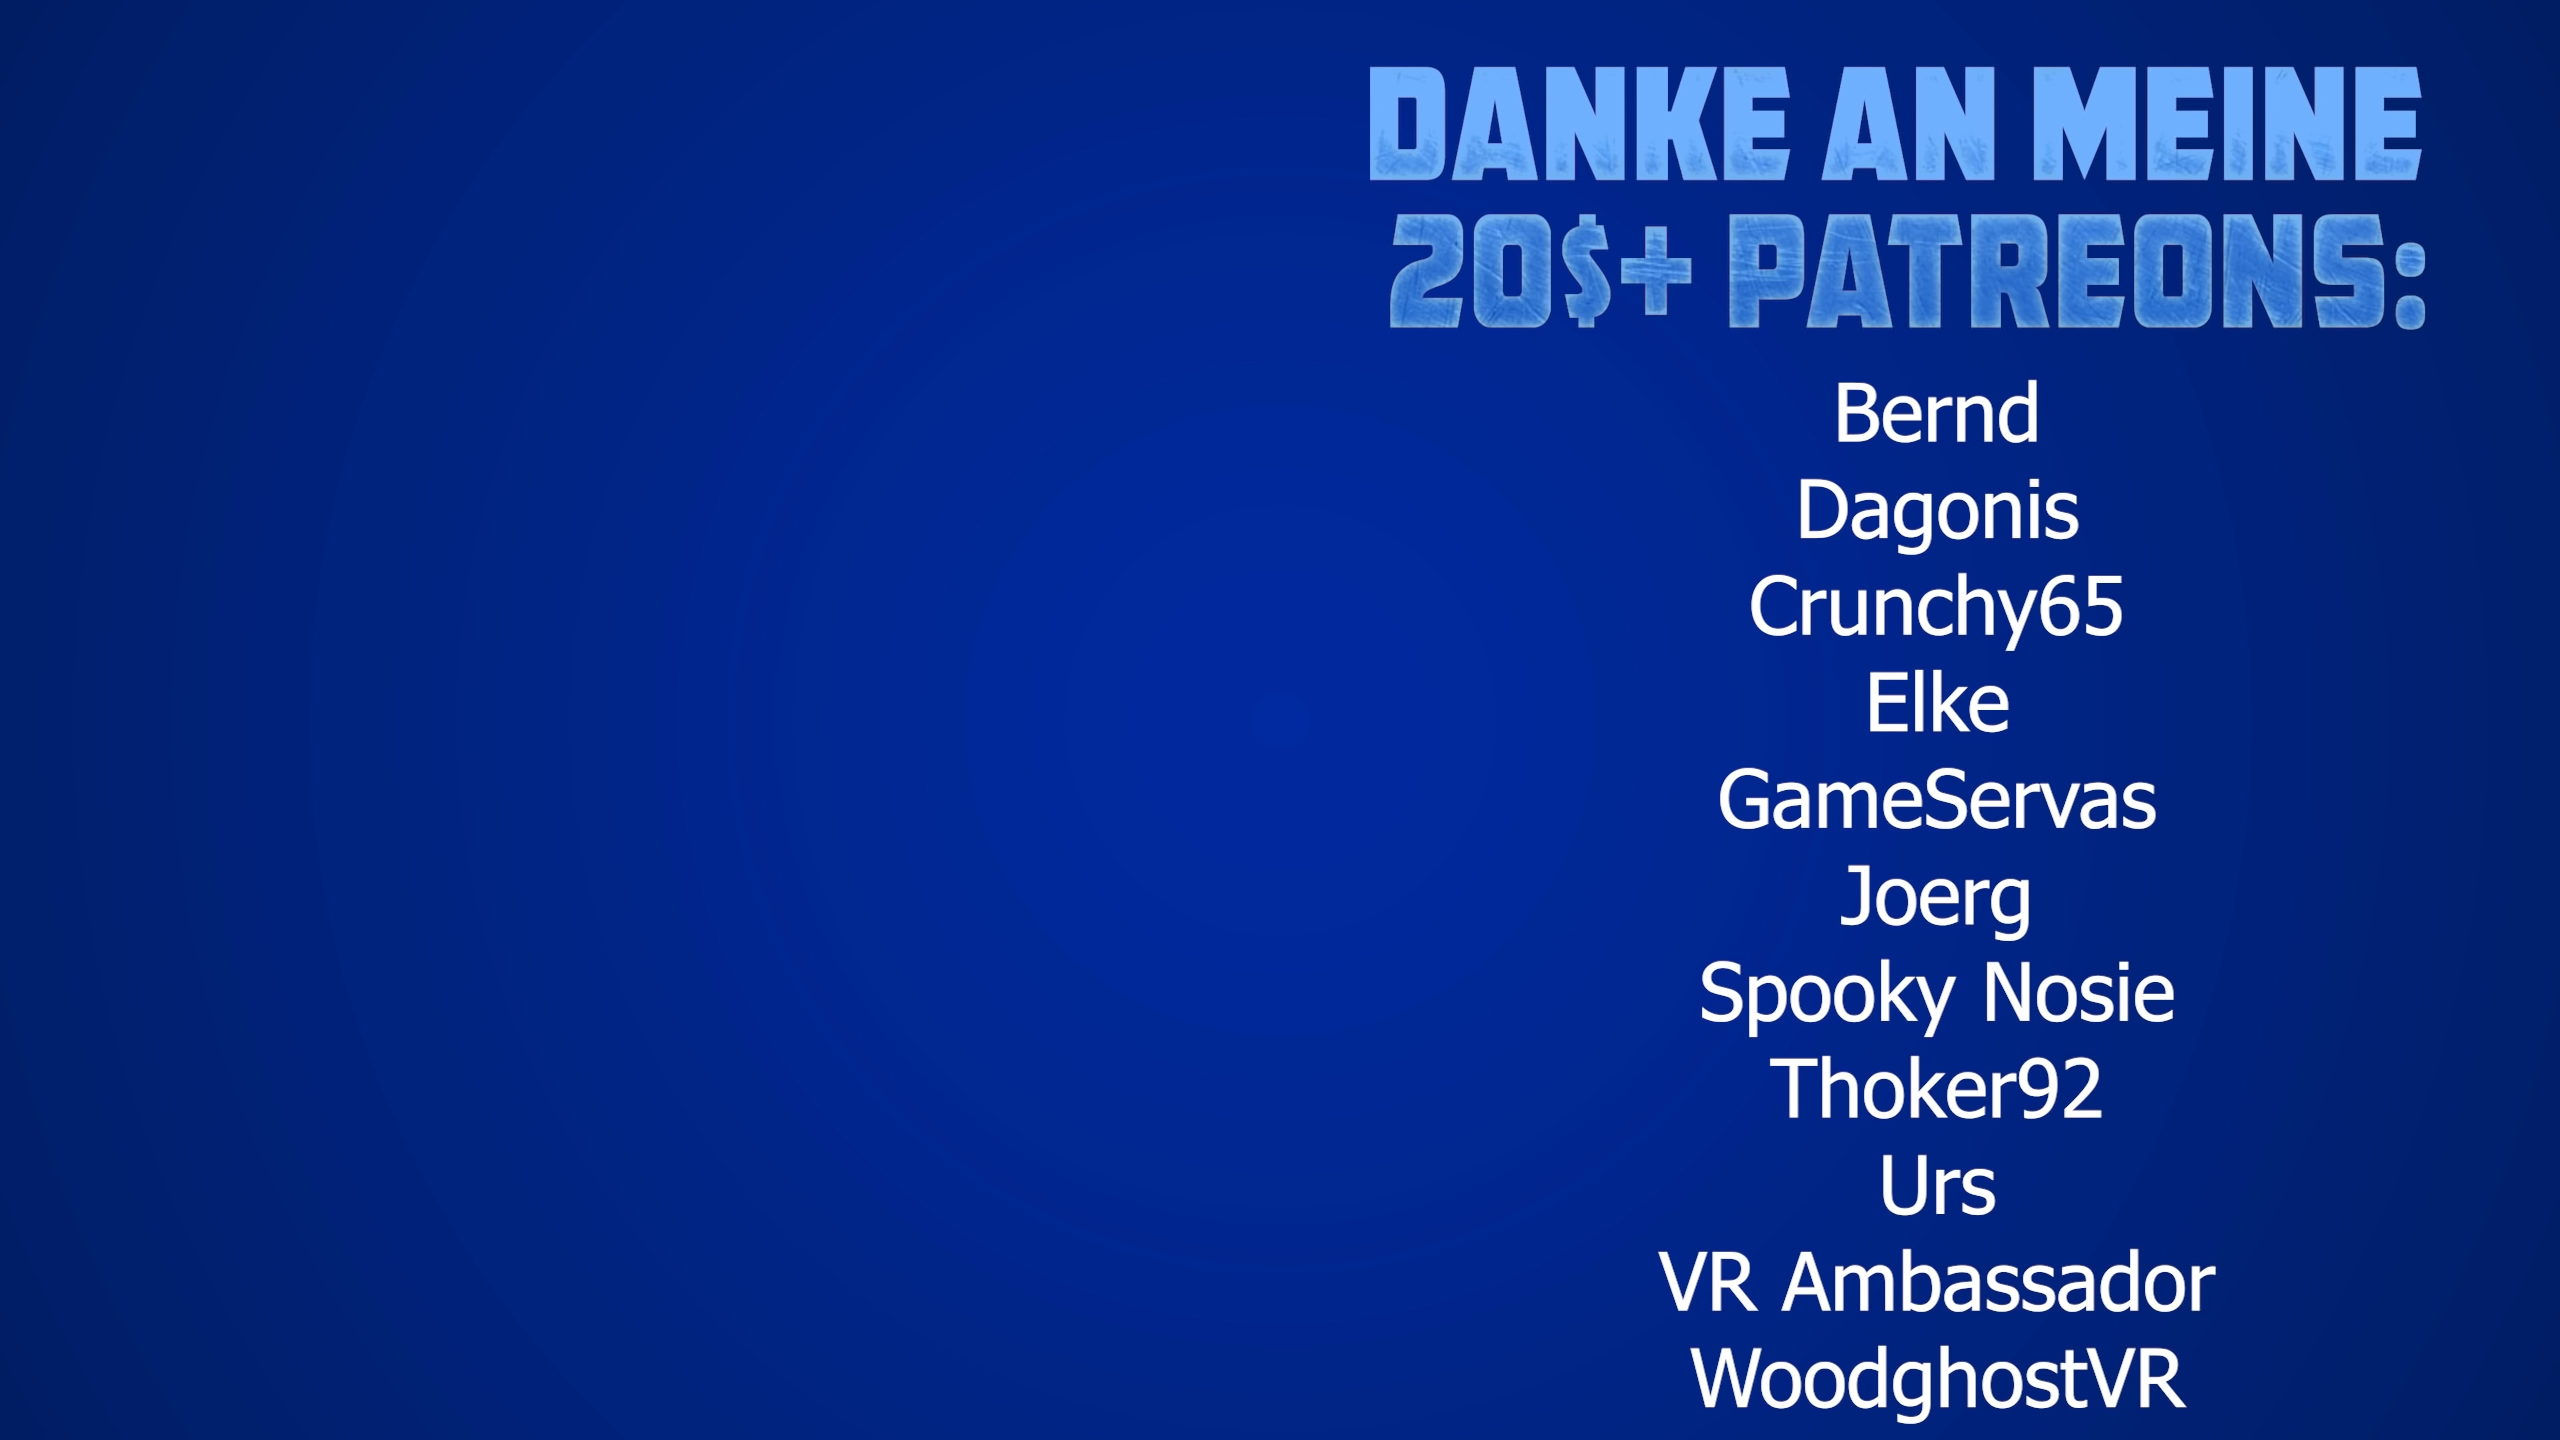 DANKE AN MEINE
20$+ PATREONS:
Bernd
Dagonis
Crunchy65
Elke
GameServas
Joerg
Spooky Nosie
Thoker92
Urs
VR Ambassador
WoodghostVR